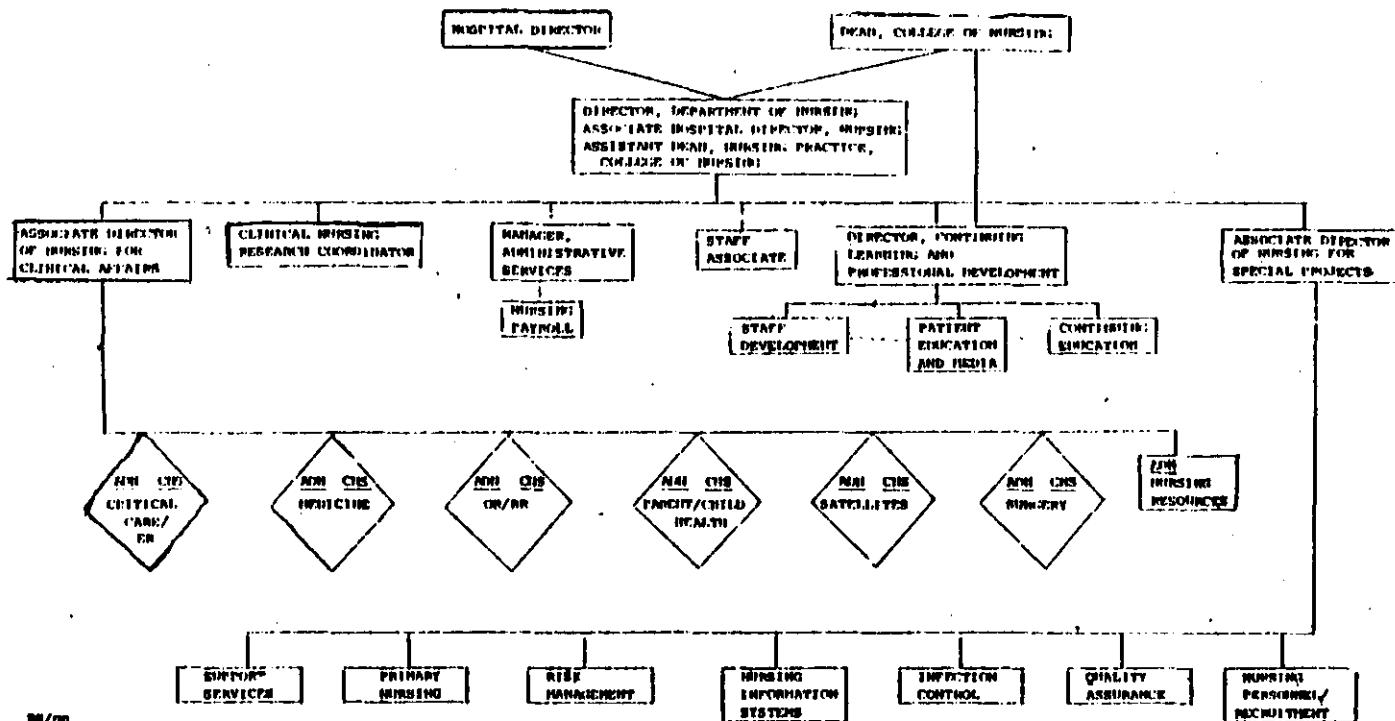 HOSPITAL DIRECTOR
DEAN, COLLEGE OF NURSING
DIRECTOR, DEPARTMENT OF NURSING
ASSOCIATE HOSPITAL DIRECTOR, NURSING
ASSISTANT DEAN, NURSING PRACTICE,
COLLEGE OF NURSING
ASSOCIATE DIRECTOR
OF NURSING FOR
CLINICAL AFFAIRS
CLINICAL NURSING
RESEARCH COORDINATOR
MANAGER,
ADMINISTRATIVE
SERVICES
STAFF
ASSOCIATE
DIRECTOR, CONTINUING
LEARNING AND
PROFESSIONAL DEVELOPMENT
ASSOCIATE DIRECTOR
OF NURSING FOR
SPECIAL PROJECTS
NURSING
PAYROLL
STAFF
DEVELOPMENT
PATIENT
EDUCATION
AND MEDIA
CONTINUING
EDUCATION
ADN CNS
CRITICAL
CARE/
ER
ADN CNS
MEDICINE
ADN CNS
OR/RR
ADN CNS
PARENT/CHILD
HEALTH
ADN CNS
SATELLITES
ADN CNS
SURGERY
ADN
NURSING
RESOURCES
SUPPORT
SERVICES
PRIMARY
NURSING
RISK
MANAGEMENT
NURSING
INFORMATION
SYSTEMS
INFECTION
CONTROL
QUALITY
ASSURANCE
NURSING
PERSONNEL/
RECRUITMENT